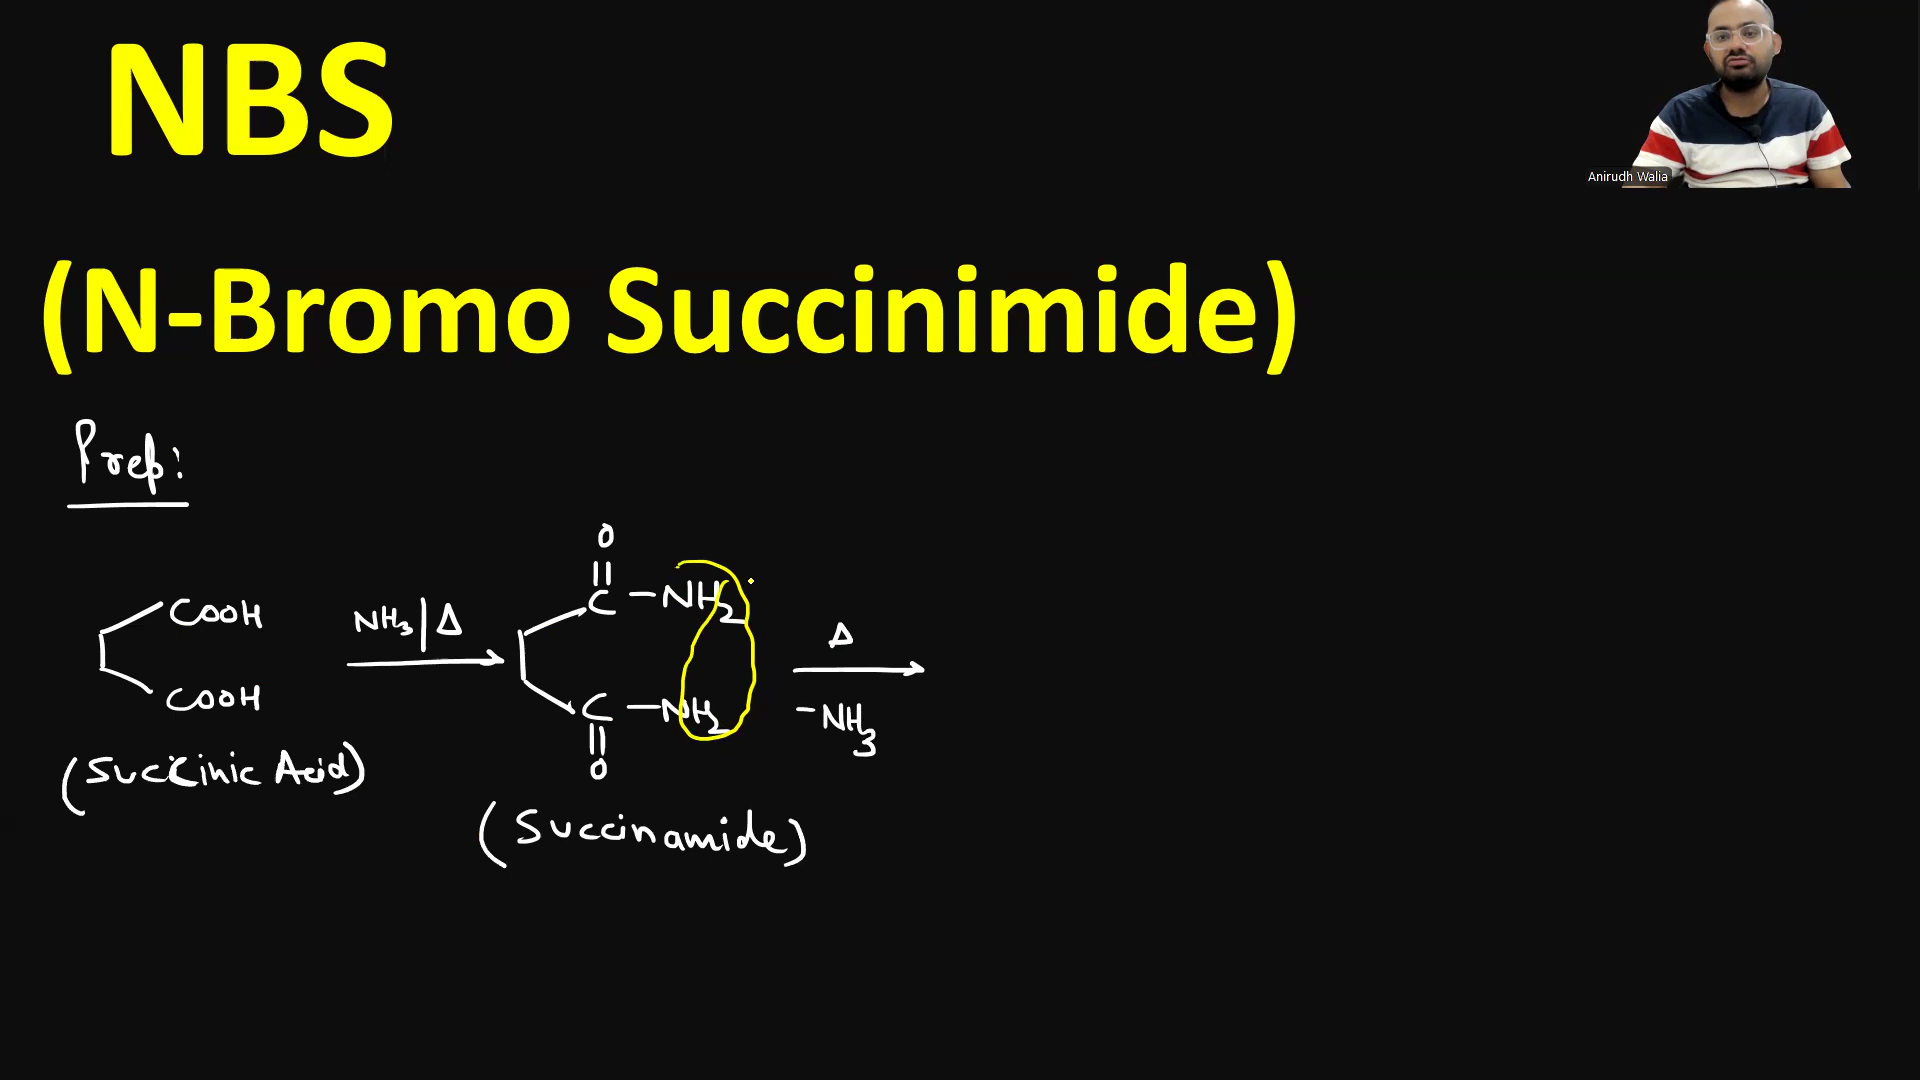 NBS
Anirudh Walia
(N-Bromo Succinimide)
Prep:
O
||
COOH NH3 | Δ C - NH2 Δ
COOH C - NH2 - NH3
||
O
(Succinic Acid)
(Succinamide)